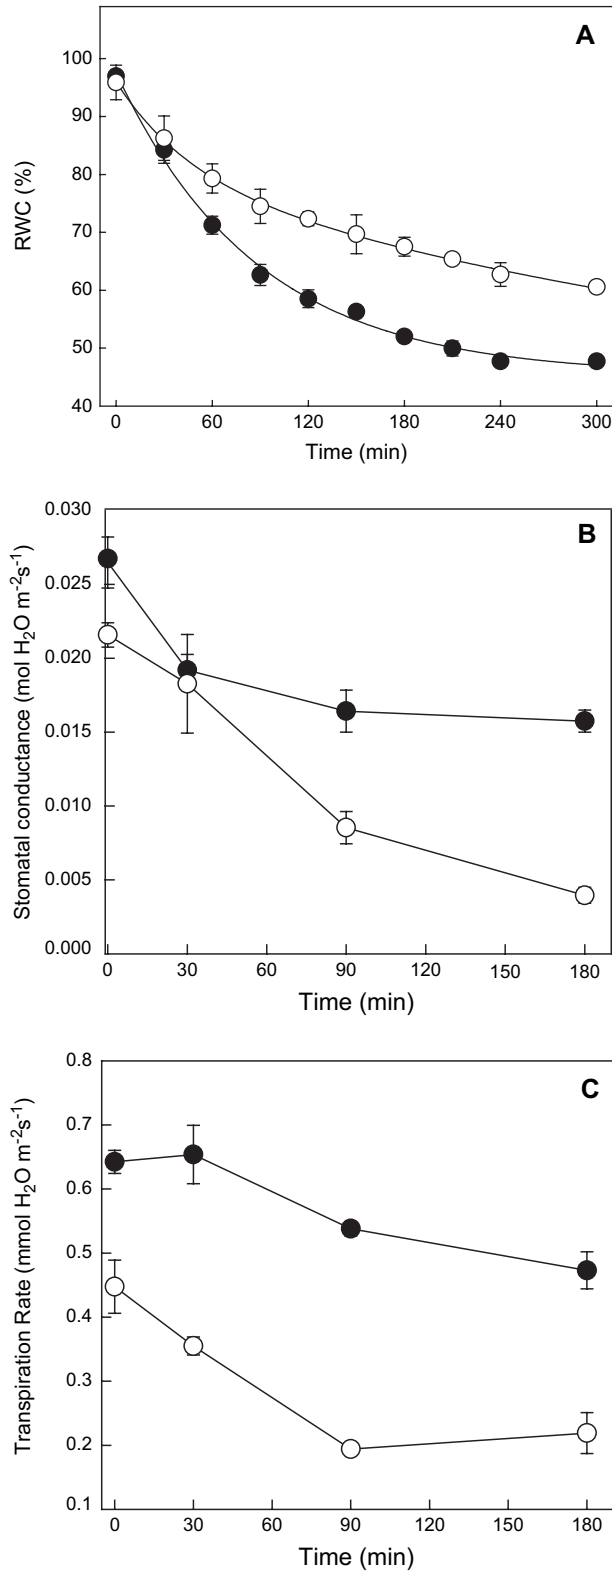 A
100
90
80
70
60
50
40
RWC (%)
0 60 120 180 240 300
Time (min)
B
0.030
0.025
0.020
0.015
0.010
0.005
0.000
Stomatal conductance (mol H₂O m⁻²s⁻¹)
0 30 60 90 120 150 180
Time (min)
C
0.8
0.7
0.6
0.5
0.4
0.3
0.2
0.1
Transpiration Rate (mmol H₂O m⁻²s⁻¹)
0 30 60 90 120 150 180
Time (min)